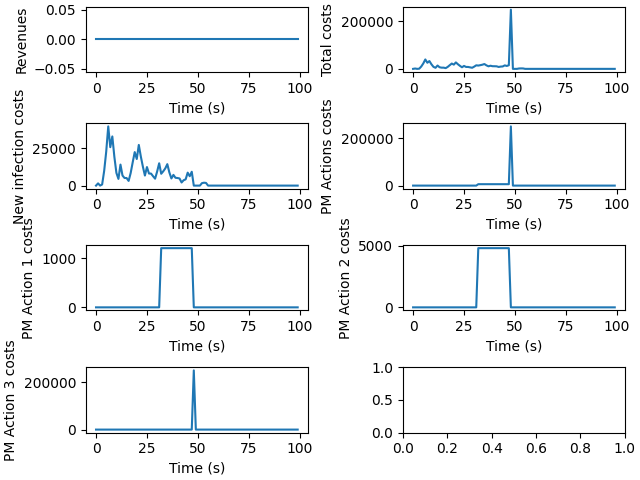 Revenues
0.05
0.00
−0.05
0 25 50 75 100
Time (s)
Total costs
200000
0
0 25 50 75 100
Time (s)
New infection costs
25000
0
0 25 50 75 100
Time (s)
PM Actions costs
200000
0
0 25 50 75 100
Time (s)
PM Action 1 costs
1000
0
0 25 50 75 100
Time (s)
PM Action 2 costs
5000
0
0 25 50 75 100
Time (s)
PM Action 3 costs
200000
0
0 25 50 75 100
Time (s)
1.0
0.5
0.0
0.0 0.2 0.4 0.6 0.8 1.0